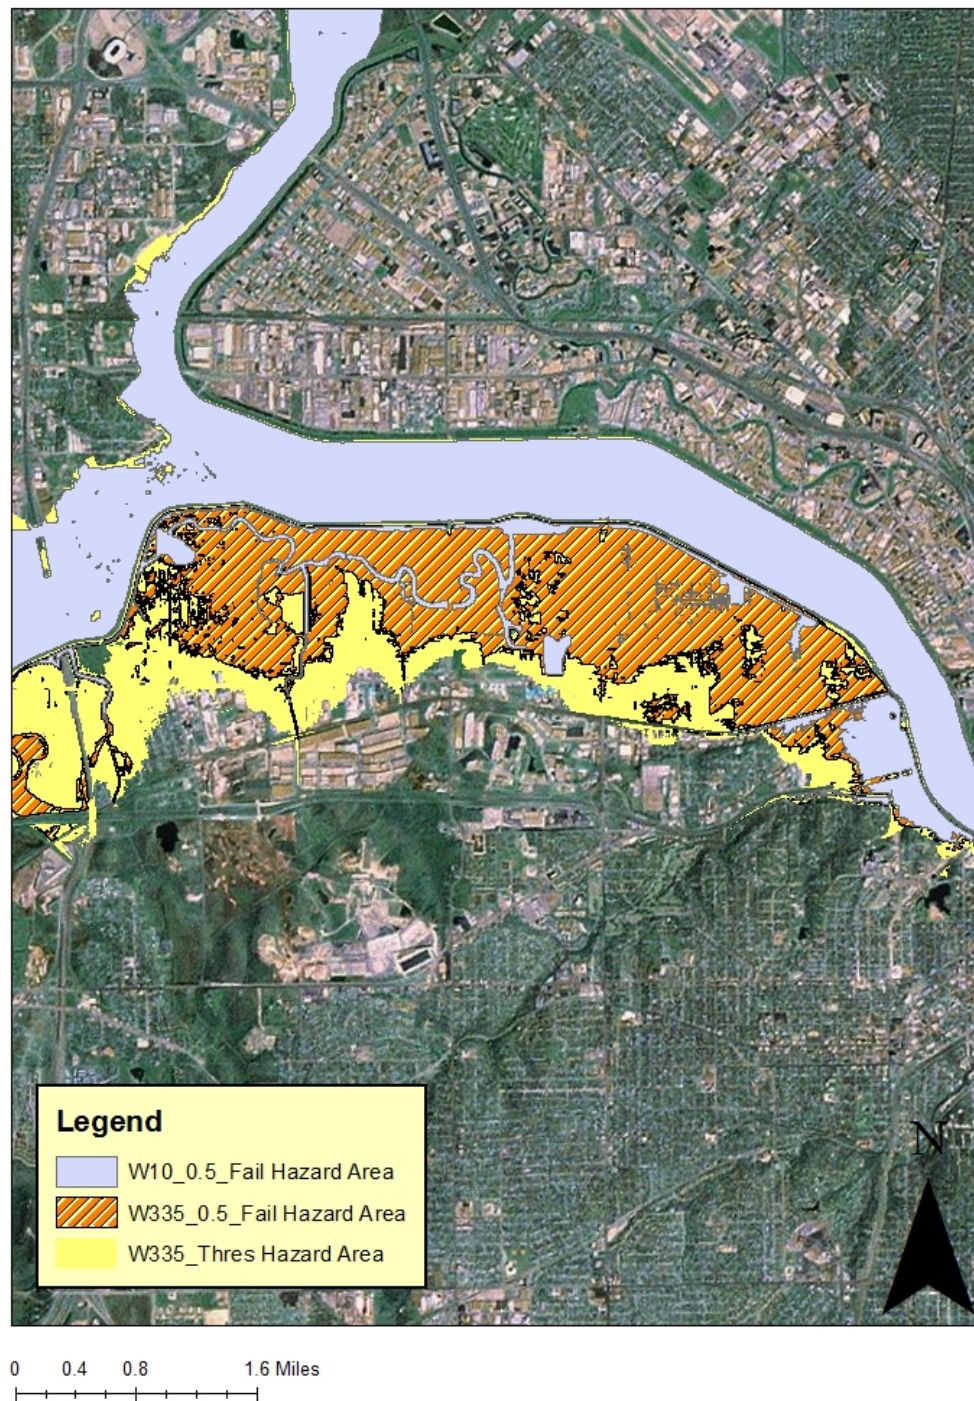 N
Legend
W10_0.5_Fail Hazard Area
W335_0.5_Fail Hazard Area
W335_Thres Hazard Area
0 0.4 0.8 1.6 Miles